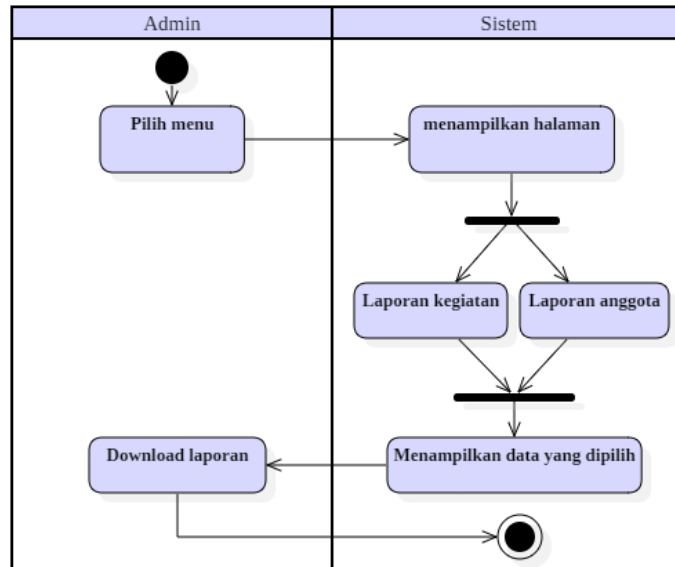 Admin
Sistem
Pilih menu
menampilkan halaman
Laporan kegiatan
Laporan anggota
Download laporan
Menampilkan data yang dipilih